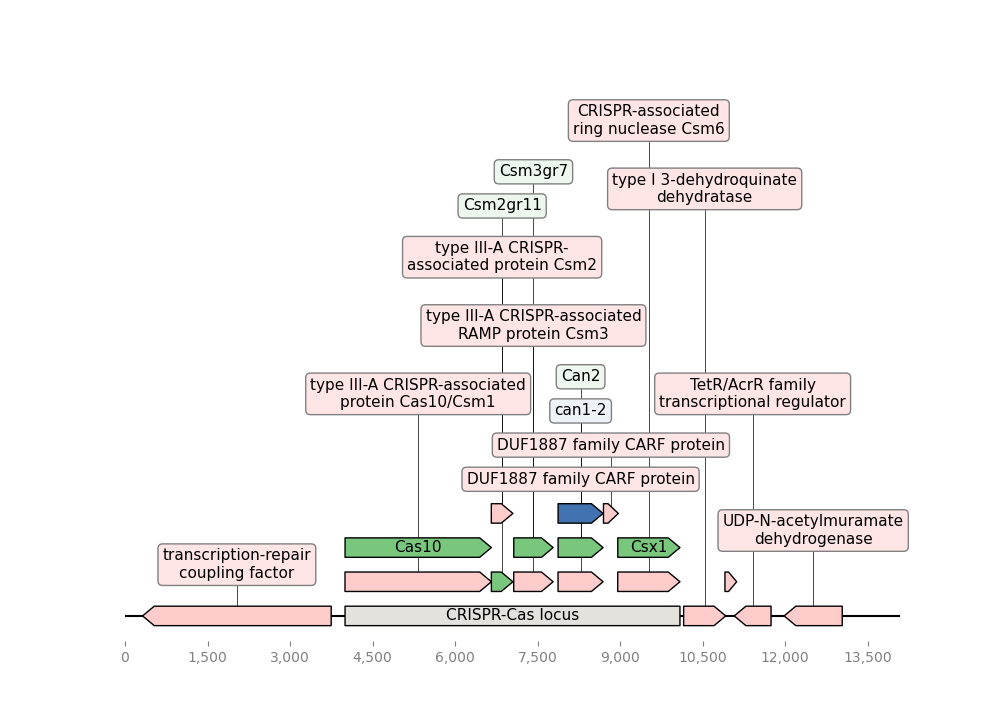 CRISPR-associated
ring nuclease Csm6
Csm3gr7
type I 3-dehydroquinate
dehydratase
Csm2gr11
type III-A CRISPR-
associated protein Csm2
type III-A CRISPR-associated
RAMP protein Csm3
Can2
type III-A CRISPR-associated
protein Cas10/Csm1
TetR/AcrR family
transcriptional regulator
can1-2
DUF1887 family CARF protein
DUF1887 family CARF protein
UDP-N-acetylmuramate
dehydrogenase
transcription-repair
coupling factor
Cas10
Csx1
CRISPR-Cas locus
0 1,500 3,000 4,500 6,000 7,500 9,000 10,500 12,000 13,500